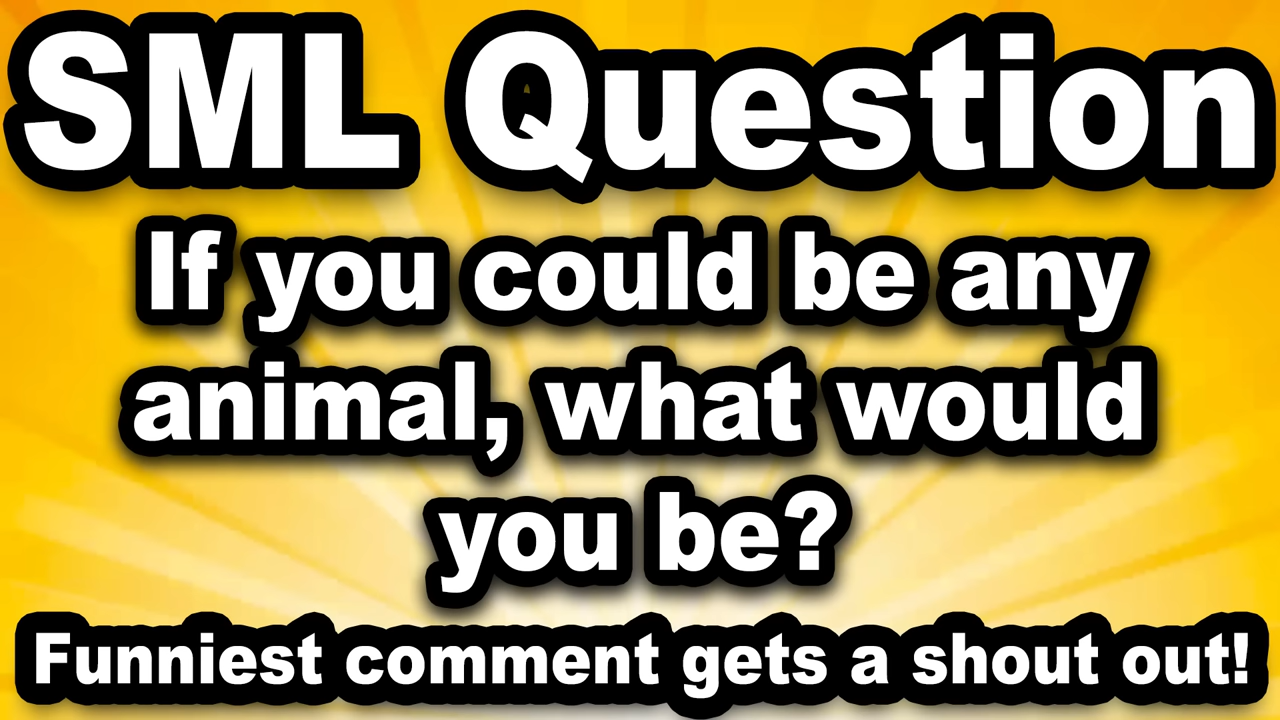 SML Question
If you could be any
animal, what would
you be?
Funniest comment gets a shout out!